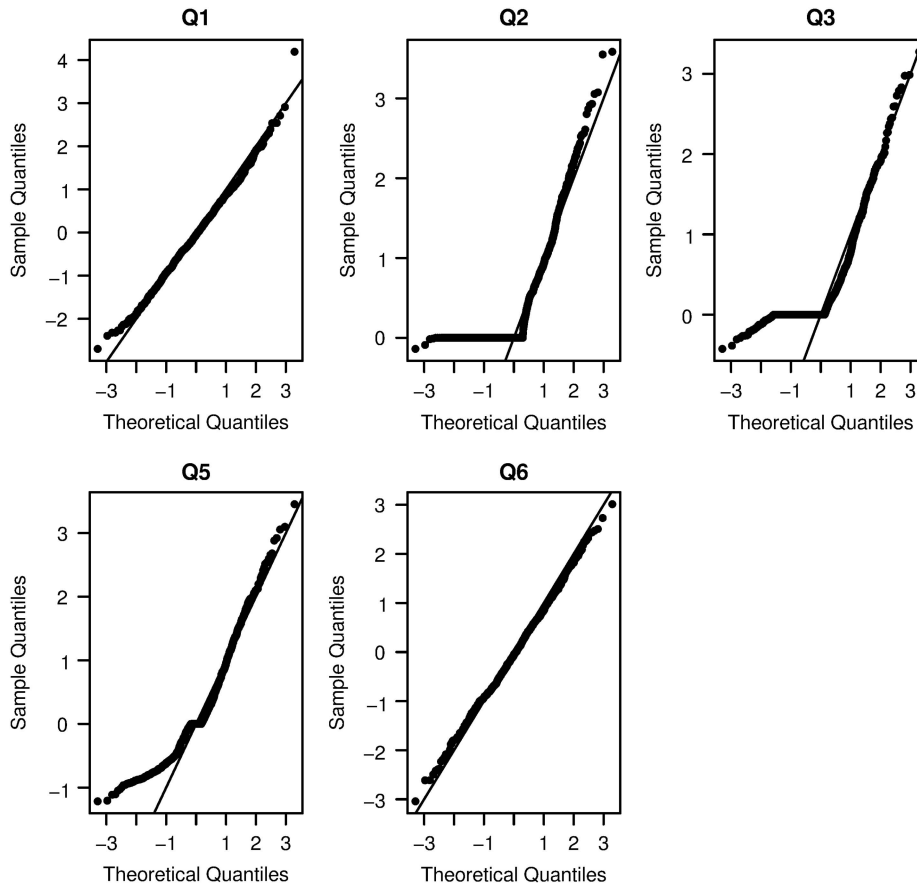 Q1
Sample Quantiles
4
3
2
1
0
−1
−2
−3 −1 1 2 3
Theoretical Quantiles
Q2
Sample Quantiles
3
2
1
0
−3 −1 1 2 3
Theoretical Quantiles
Q3
Sample Quantiles
3
2
1
0
−3 −1 1 2 3
Theoretical Quantiles
Q5
Sample Quantiles
3
2
1
0
−1
−3 −1 1 2 3
Theoretical Quantiles
Q6
Sample Quantiles
3
2
1
0
−1
−2
−3
−3 −1 1 2 3
Theoretical Quantiles